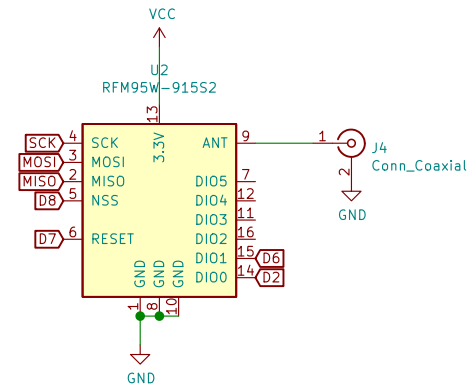 VCC
U2
RFM95W-915S2
13
3.3V
SCK 4 SCK
MOSI 3 MOSI
MISO 2 MISO
D8 5 NSS
D7 6 RESET
ANT 9
1
J4
Conn_Coaxial
2
GND
DIO5 7
DIO4 12
DIO3 11
DIO2 16
DIO1 15 D6
DIO0 14 D2
GND GND GND
1 8 10
GND